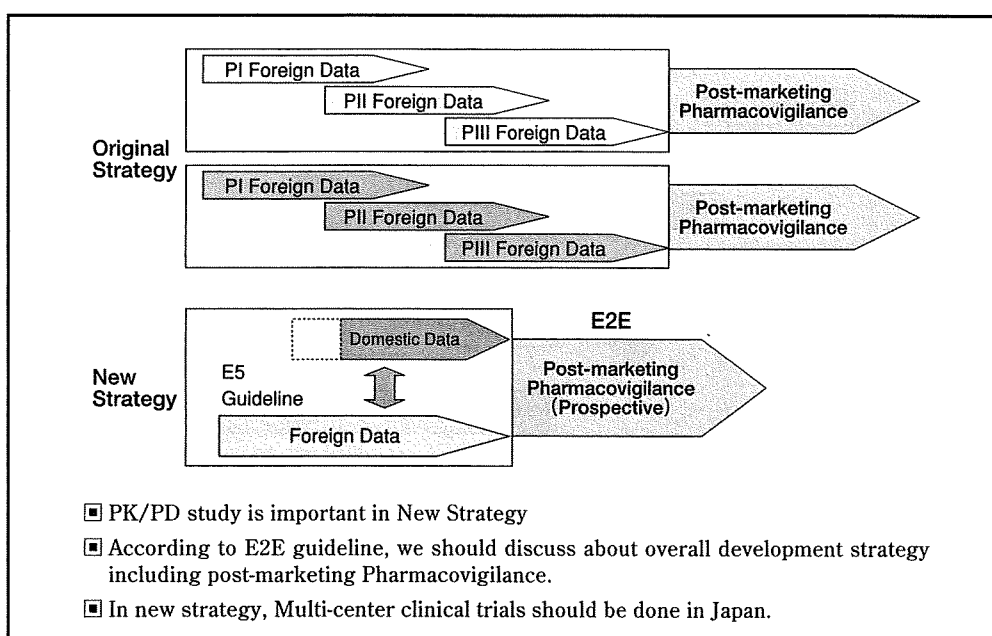 PI Foreign Data
PII Foreign Data
PIII Foreign Data
Post-marketing
Pharmacovigilance
Original
Strategy
PI Foreign Data
PII Foreign Data
PIII Foreign Data
Post-marketing
Pharmacovigilance
New
Strategy
Domestic Data
E5
Guideline
Foreign Data
E2E
Post-marketing
Pharmacovigilance
(Prospective)
▣ PK/PD study is important in New Strategy
▣ According to E2E guideline, we should discuss about overall development strategy
including post-marketing Pharmacovigilance.
▣ In new strategy, Multi-center clinical trials should be done in Japan.